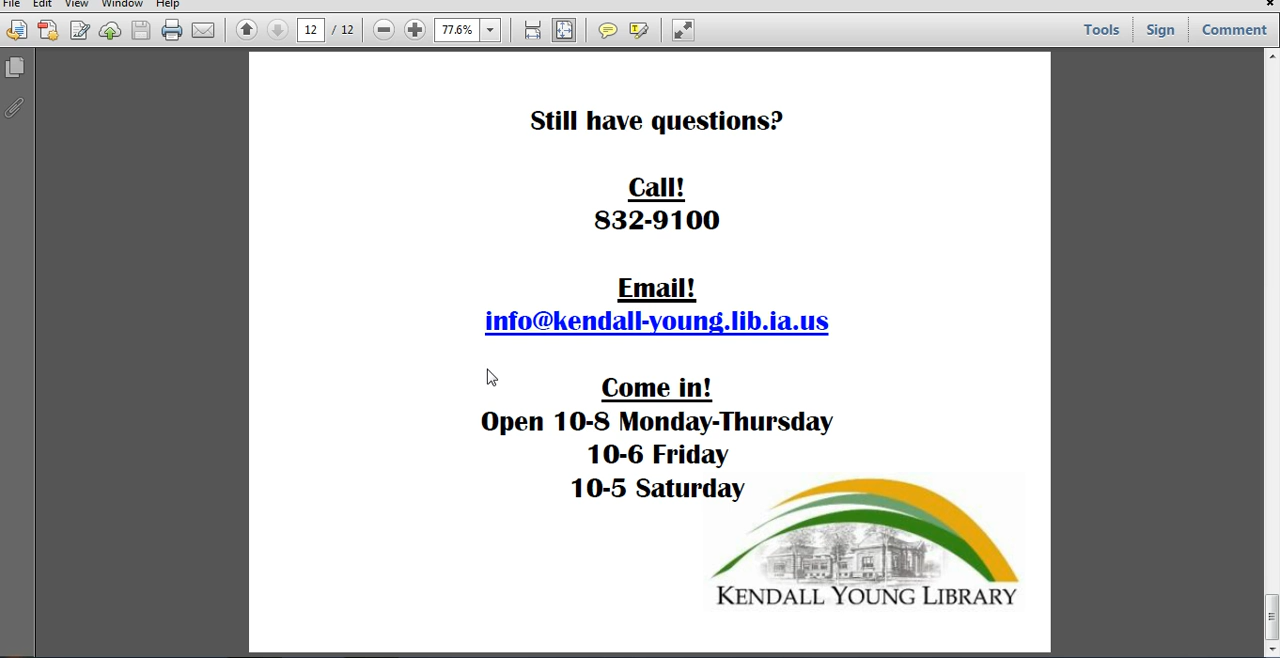 File Edit View Window Help
12 / 12 77.6% Tools Sign Comment
Still have questions?
Call!
832-9100
Email!
info@kendall-young.lib.ia.us
Come in!
Open 10-8 Monday-Thursday
10-6 Friday
10-5 Saturday
KENDALL YOUNG LIBRARY